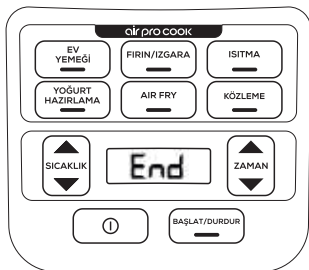 air pro cook
EV
YEMEĞİ
FIRIN/IZGARA
ISITMA
YOĞURT
HAZIRLAMA
AIR FRY
KÖZLEME
SICAKLIK
End
ZAMAN
BAŞLAT/DURDUR